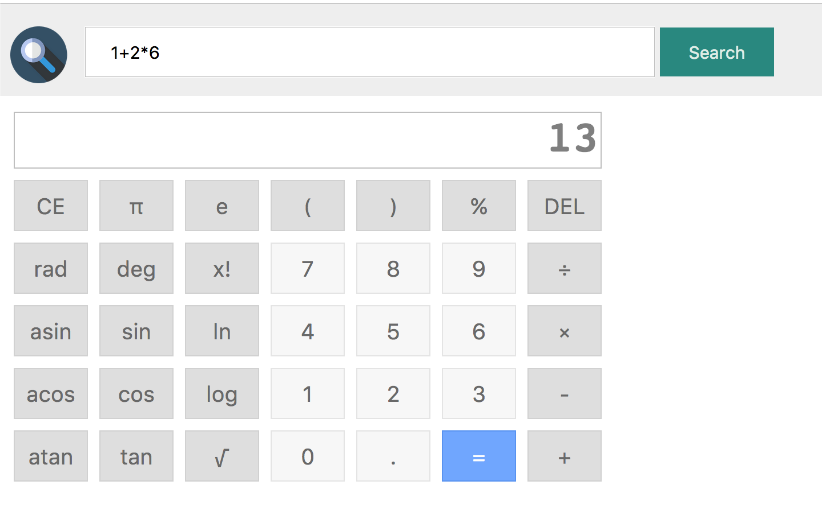 1+2*6 Search
13
CE π e ( ) % DEL
rad deg x! 7 8 9 ÷
asin sin ln 4 5 6 ×
acos cos log 1 2 3 -
atan tan √ 0 . = +